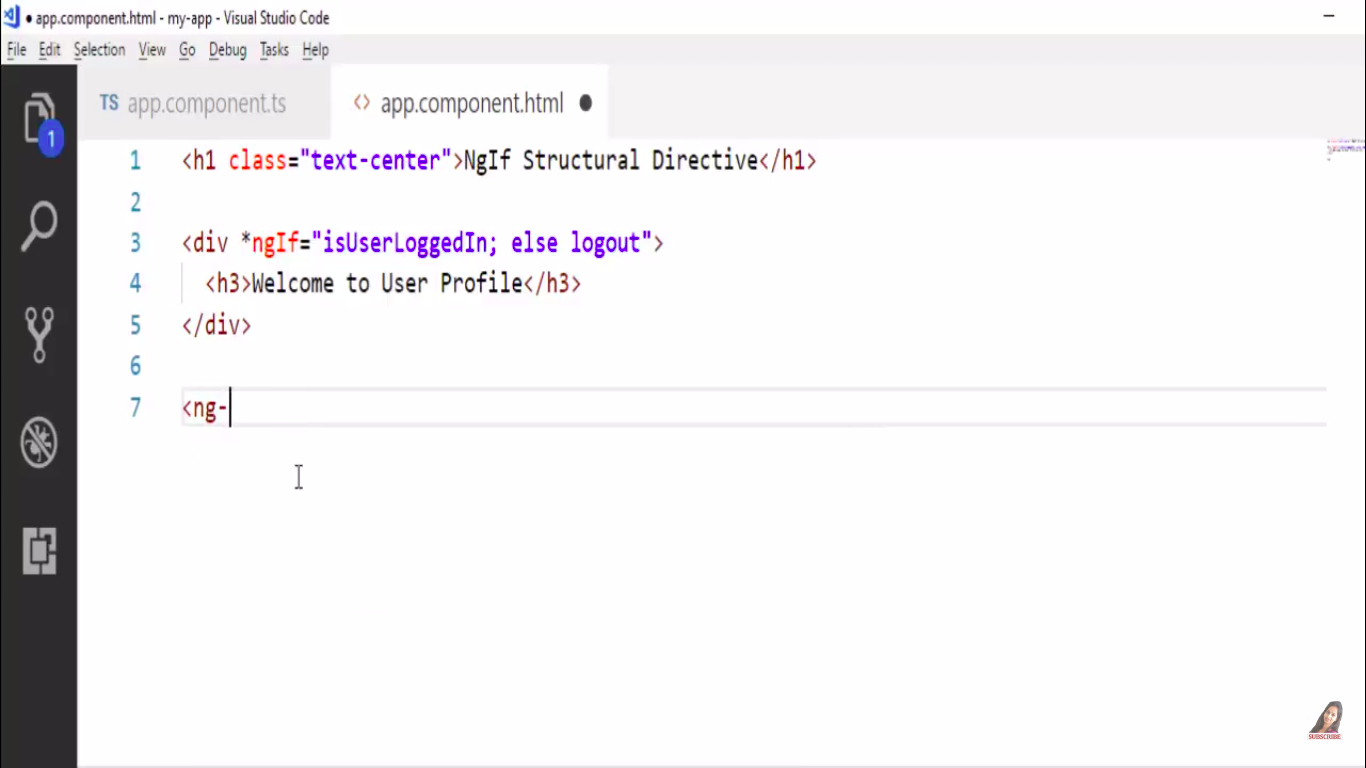 ● app.component.html - my-app - Visual Studio Code
File Edit Selection View Go Debug Tasks Help
TS app.component.ts <> app.component.html ●
1
1 <h1 class="text-center">NgIf Structural Directive</h1>
2
3 <div *ngIf="isUserLoggedIn; else logout">
4 <h3>Welcome to User Profile</h3>
5 </div>
6
7 <ng-
SUBSCRIBE